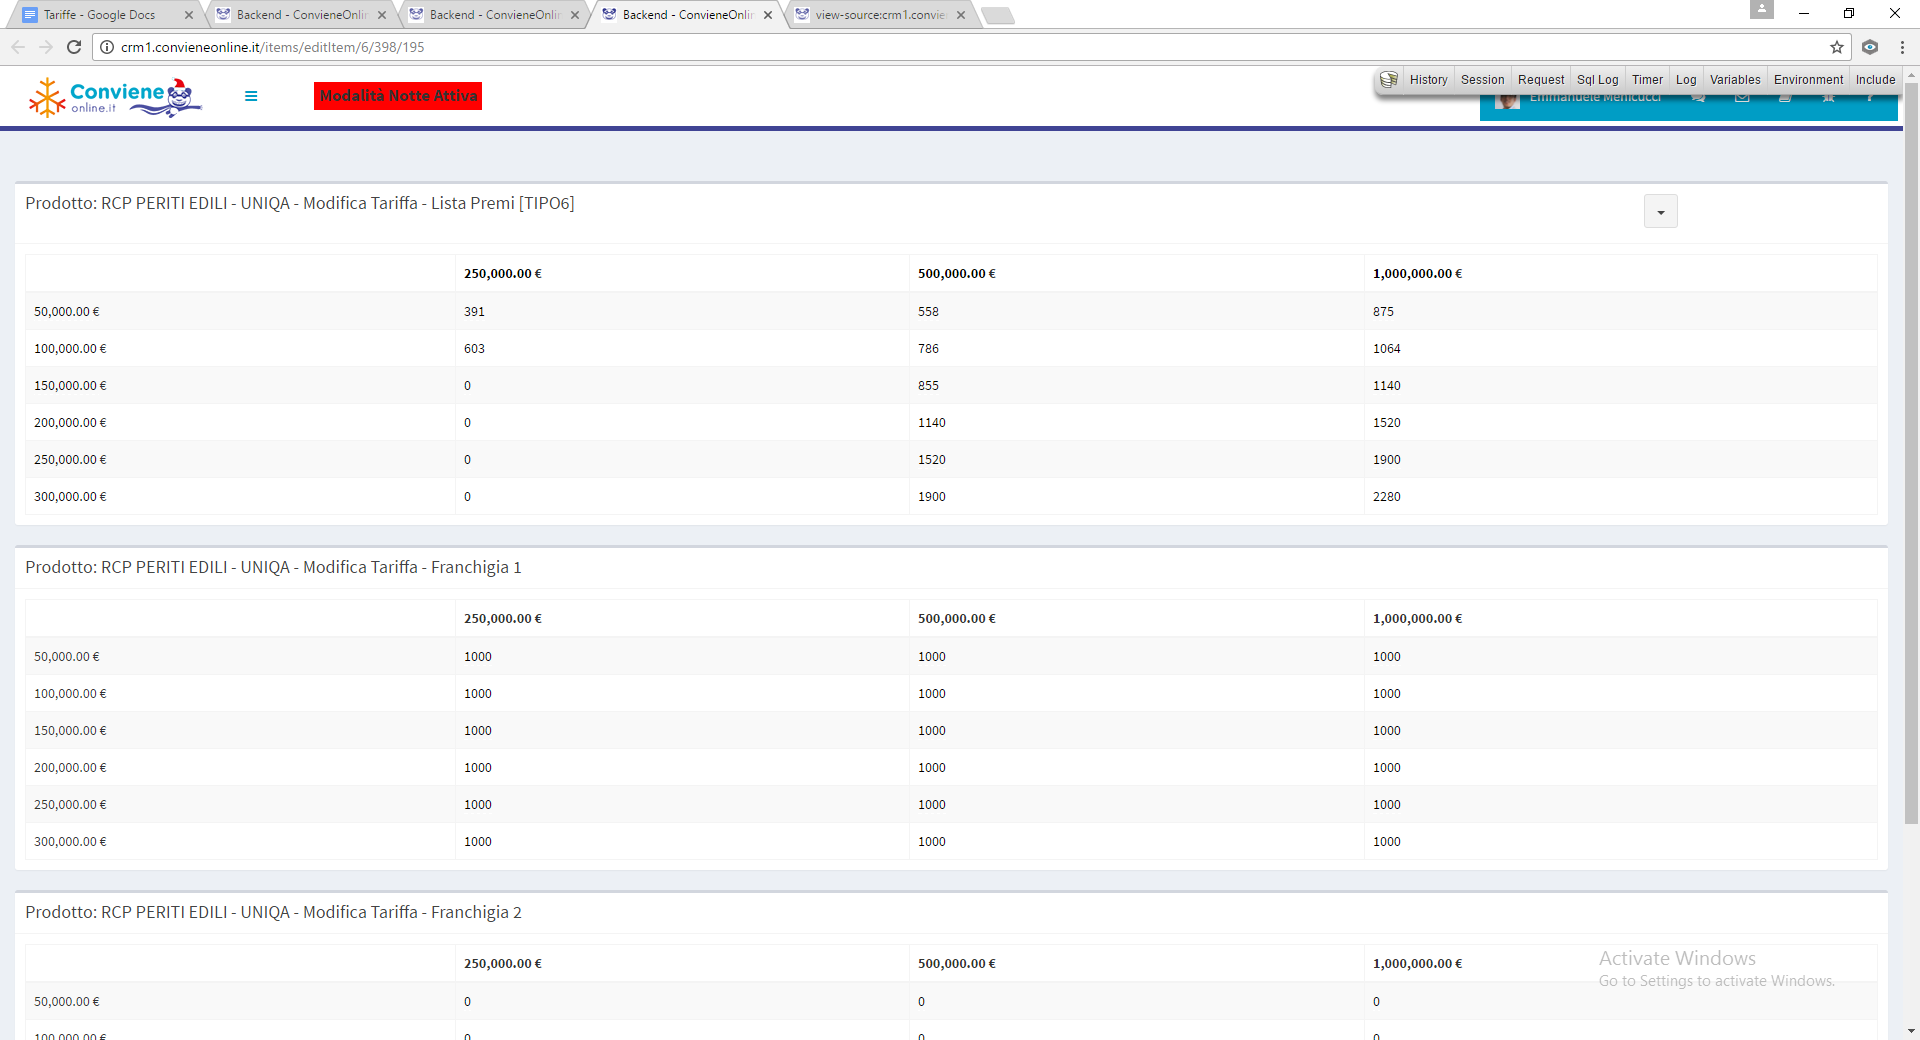 Tariffe - Google Docs
Backend - ConvieneOnlin
Backend - ConvieneOnlin
Backend - ConvieneOnlin
view-source:crm1.convie
crm1.convieneonline.it/items/editItem/6/398/195
Conviene
online.it
Modalità Notte Attiva
History Session Request Sql Log Timer Log Variables Environment Include
Emmanuele Menicucci
Prodotto: RCP PERITI EDILI - UNIQA - Modifica Tariffa - Lista Premi [TIPO6]
250,000.00 € 500,000.00 € 1,000,000.00 €
50,000.00 € 391 558 875
100,000.00 € 603 786 1064
150,000.00 € 0 855 1140
200,000.00 € 0 1140 1520
250,000.00 € 0 1520 1900
300,000.00 € 0 1900 2280
Prodotto: RCP PERITI EDILI - UNIQA - Modifica Tariffa - Franchigia 1
250,000.00 € 500,000.00 € 1,000,000.00 €
50,000.00 € 1000 1000 1000
100,000.00 € 1000 1000 1000
150,000.00 € 1000 1000 1000
200,000.00 € 1000 1000 1000
250,000.00 € 1000 1000 1000
300,000.00 € 1000 1000 1000
Prodotto: RCP PERITI EDILI - UNIQA - Modifica Tariffa - Franchigia 2
250,000.00 € 500,000.00 € 1,000,000.00 €
50,000.00 € 0 0 0
100,000.00 € 0 0 0
Activate Windows
Go to Settings to activate Windows.